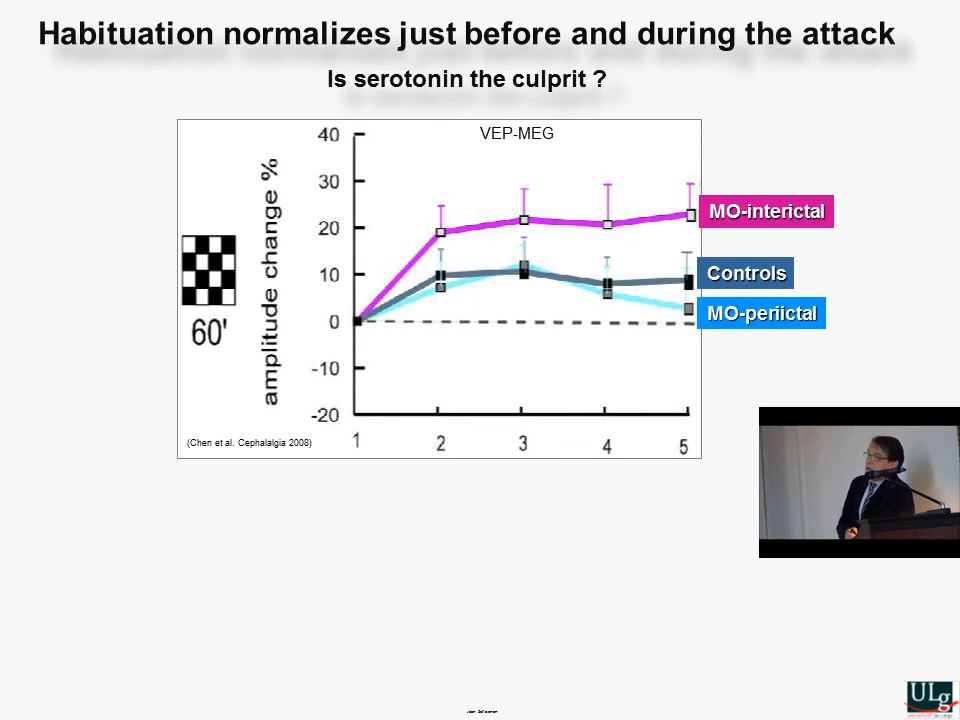 Habituation normalizes just before and during the attack
Is serotonin the culprit ?
VEP-MEG
amplitude change %
40
30
20
10
0
-10
-20
1
2
3
4
5
60'
MO-interictal
Controls
MO-periictal
(Chen et al. Cephalalgia 2008)
ULg